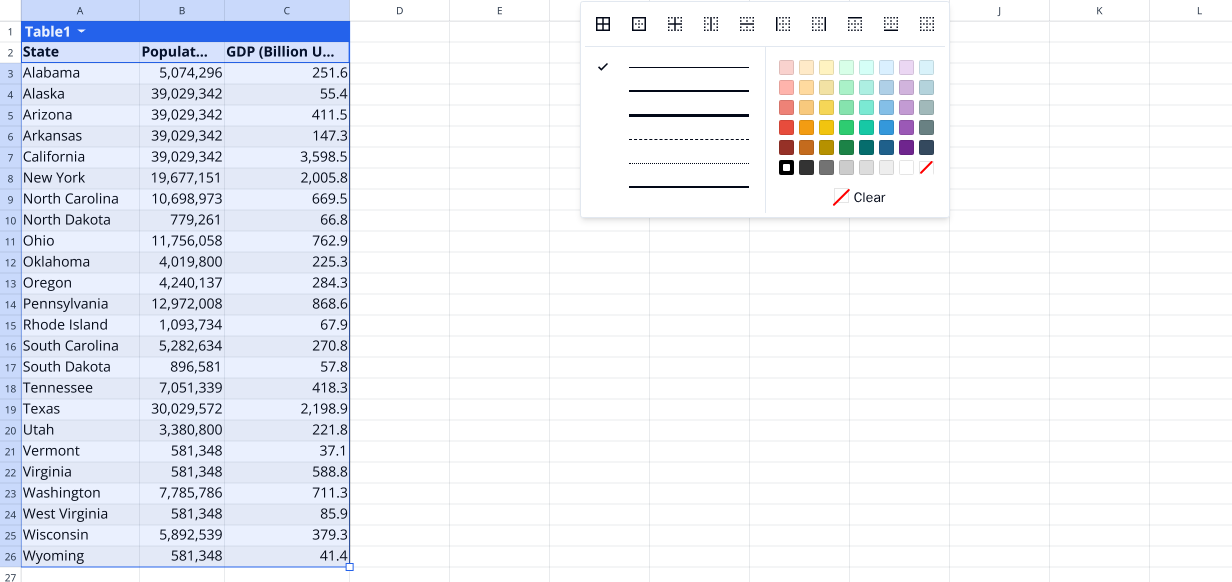 A B C D E J K L
1 Table1
2 State Populat... GDP (Billion U...
3 Alabama 5,074,296 251.6
4 Alaska 39,029,342 55.4
5 Arizona 39,029,342 411.5
6 Arkansas 39,029,342 147.3
7 California 39,029,342 3,598.5
8 New York 19,677,151 2,005.8
9 North Carolina 10,698,973 669.5
10 North Dakota 779,261 66.8
11 Ohio 11,756,058 762.9
12 Oklahoma 4,019,800 225.3
13 Oregon 4,240,137 284.3
14 Pennsylvania 12,972,008 868.6
15 Rhode Island 1,093,734 67.9
16 South Carolina 5,282,634 270.8
17 South Dakota 896,581 57.8
18 Tennessee 7,051,339 418.3
19 Texas 30,029,572 2,198.9
20 Utah 3,380,800 221.8
21 Vermont 581,348 37.1
22 Virginia 581,348 588.8
23 Washington 7,785,786 711.3
24 West Virginia 581,348 85.9
25 Wisconsin 5,892,539 379.3
26 Wyoming 581,348 41.4
27
Clear